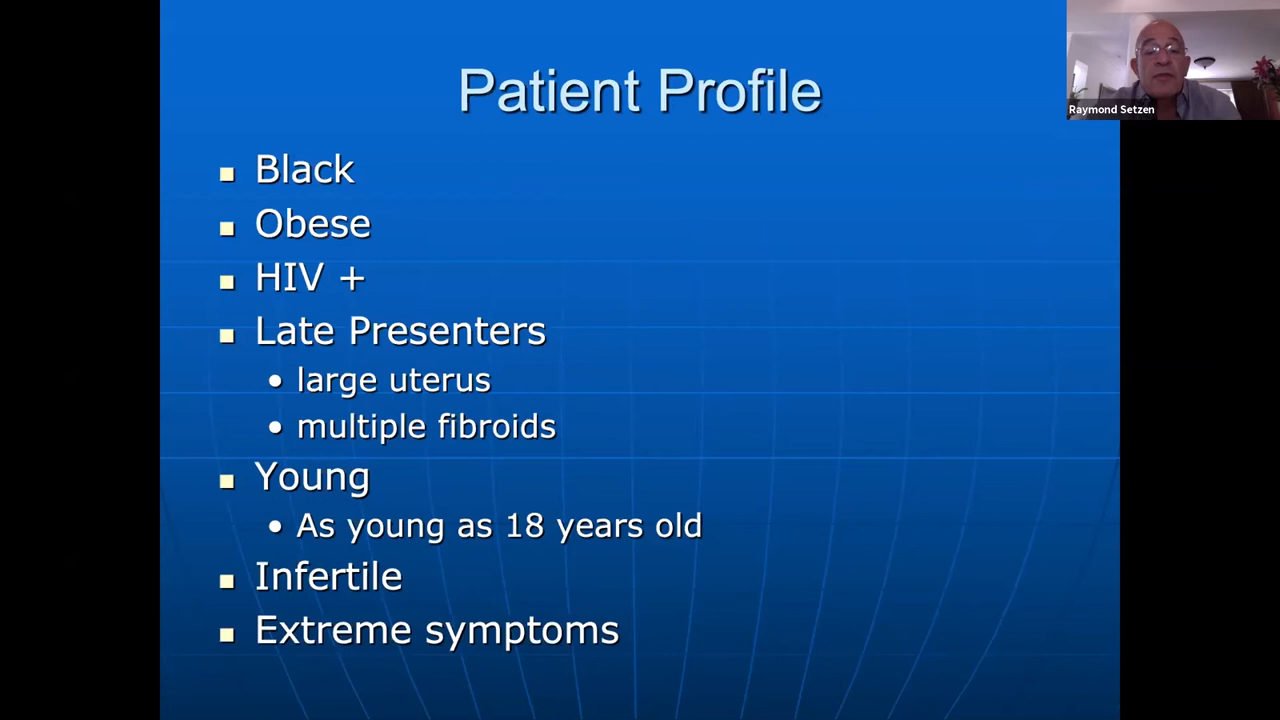 Patient Profile
Raymond Setzen
Black
Obese
HIV +
Late Presenters
large uterus
multiple fibroids
Young
As young as 18 years old
Infertile
Extreme symptoms